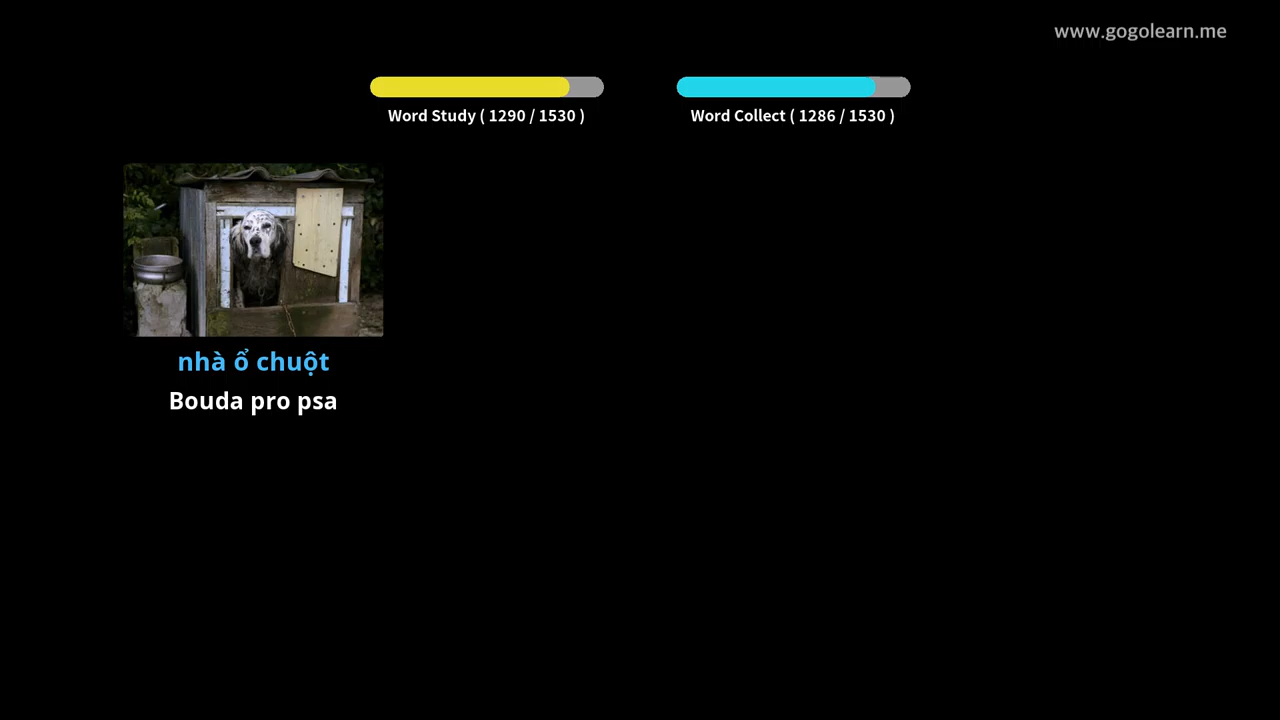 www.gogolearn.me
Word Study ( 1290 / 1530 )
Word Collect ( 1286 / 1530 )
nhà ổ chuột
Bouda pro psa